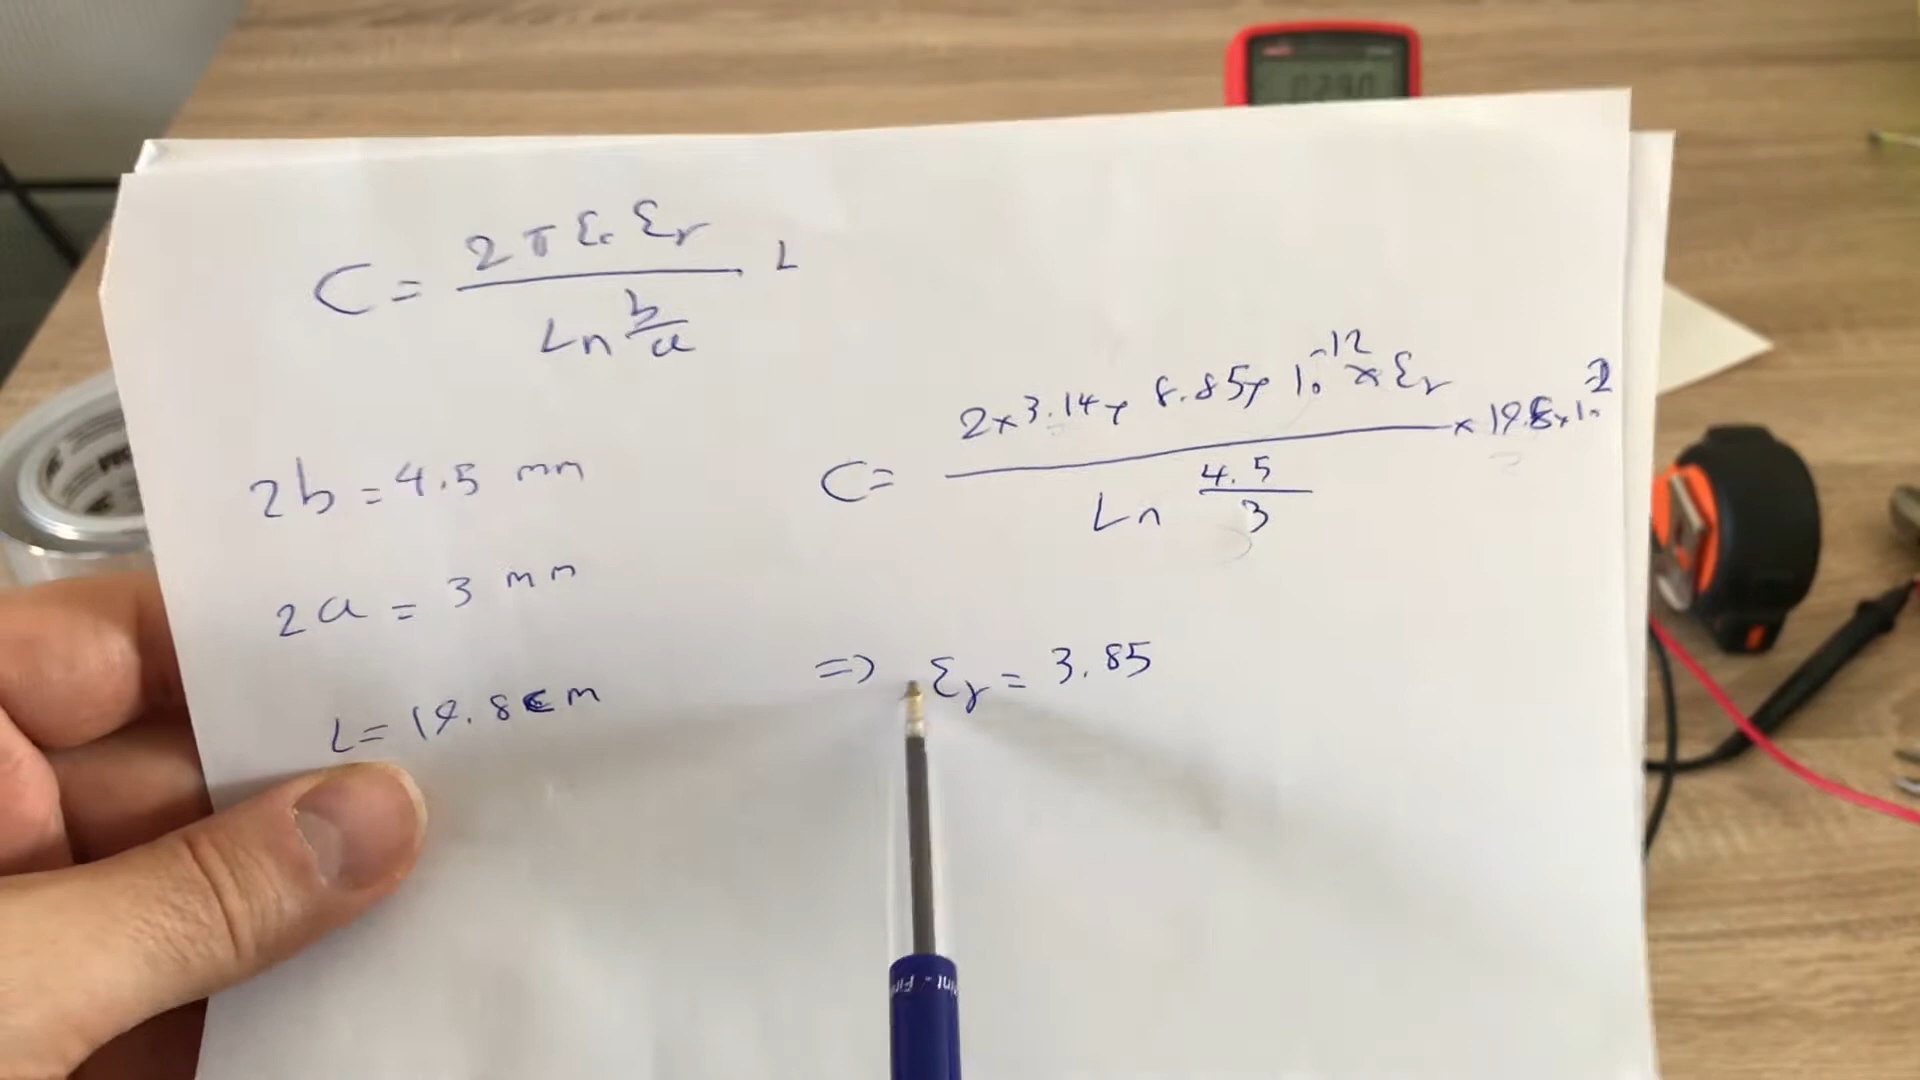 C = 2π ε₀ εr / Ln b/a L
2b = 4.5 mm
2a = 3 mm
L = 19.8 cm
C = 2 x 3.14 x 8.85 x 10^-12 x εr / Ln 4.5/3 x 19.8 x 10^-2
=> εr = 3.85